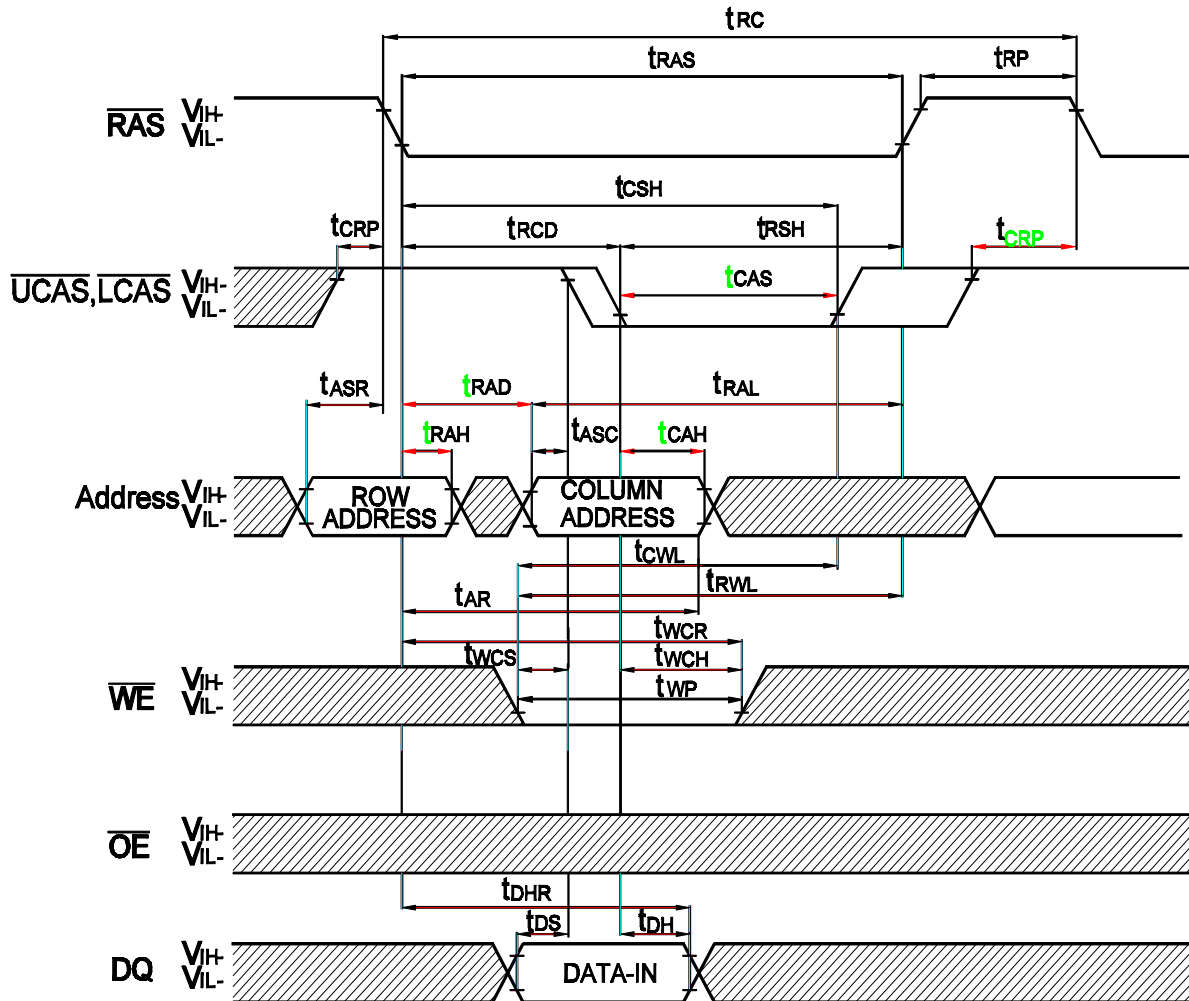 tRC
tRAS
tRP
RAS VIH-
VIL-
tCSH
tCRP
tRCD
tRSH
tCRP
UCAS,LCAS VIH-
VIL-
tCAS
tASR
tRAD
tRAL
tRAH
tASC
tCAH
Address VIH-
VIL-
ROW
ADDRESS
COLUMN
ADDRESS
tCWL
tRWL
tAR
tWCR
tWCS
tWCH
WE VIH-
VIL-
tWP
OE VIH-
VIL-
tDHR
tDS
tDH
DQ VIH-
VIL-
DATA-IN